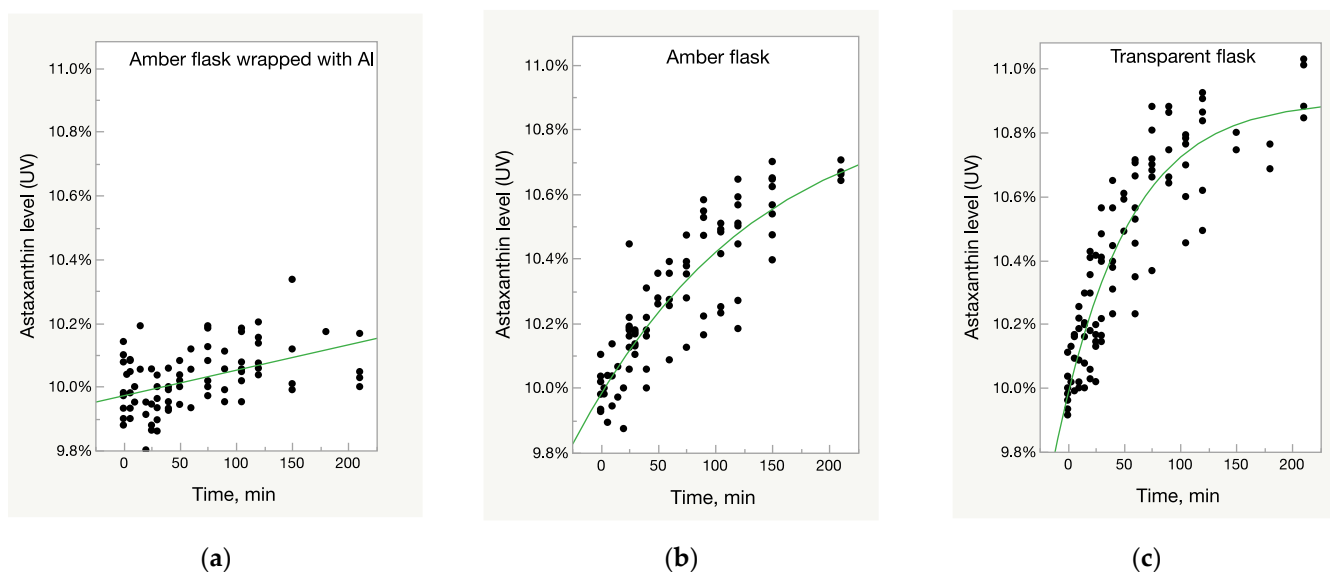 Amber flask wrapped with Al
Astaxanthin level (UV)
11.0%
10.8%
10.6%
10.4%
10.2%
10.0%
9.8%
0 50 100 150 200
Time, min
(a)
Amber flask
Astaxanthin level (UV)
11.0%
10.8%
10.6%
10.4%
10.2%
10.0%
9.8%
0 50 100 150 200
Time, min
(b)
Transparent flask
Astaxanthin level (UV)
11.0%
10.8%
10.6%
10.4%
10.2%
10.0%
9.8%
0 50 100 150 200
Time, min
(c)